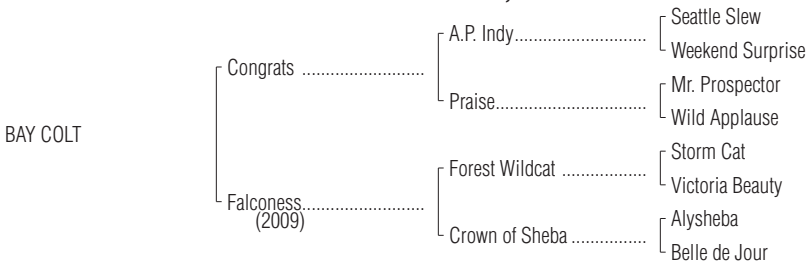 Seattle Slew
A.P. Indy............................
Weekend Surprise
Congrats ..........................
Mr. Prospector
Praise................................
Wild Applause
BAY COLT
Storm Cat
Forest Wildcat ..................
Victoria Beauty
Falconess..........................
(2009)
Alysheba
Crown of Sheba ................
Belle de Jour